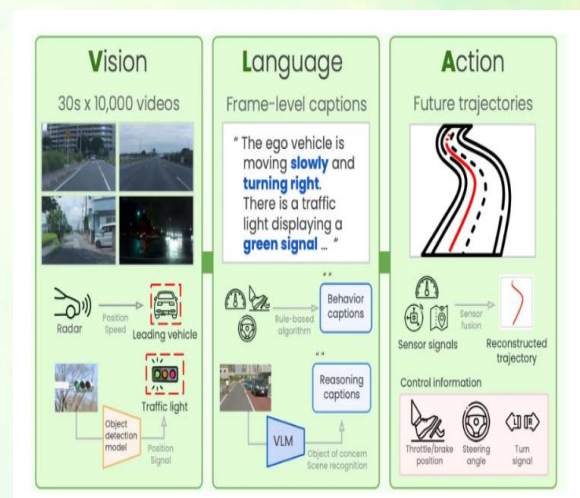 Vision
30s x 10,000 videos
Radar
Position
Speed
Leading vehicle
Object
detection
model
Position
Signal
Traffic light
Language
Frame-level captions
" The ego vehicle is
moving slowly and
turning right.
There is a traffic
light displaying a
green signal ... "
Rule-based
algorithm
Behavior
captions
VLM
Reasoning
captions
Object of concern
Scene recognition
Action
Future trajectories
Sensor signals
Sensor
fusion
Reconstructed
trajectory
Control information
Throttle/brake
position
Steering
angle
L R
Turn
signal